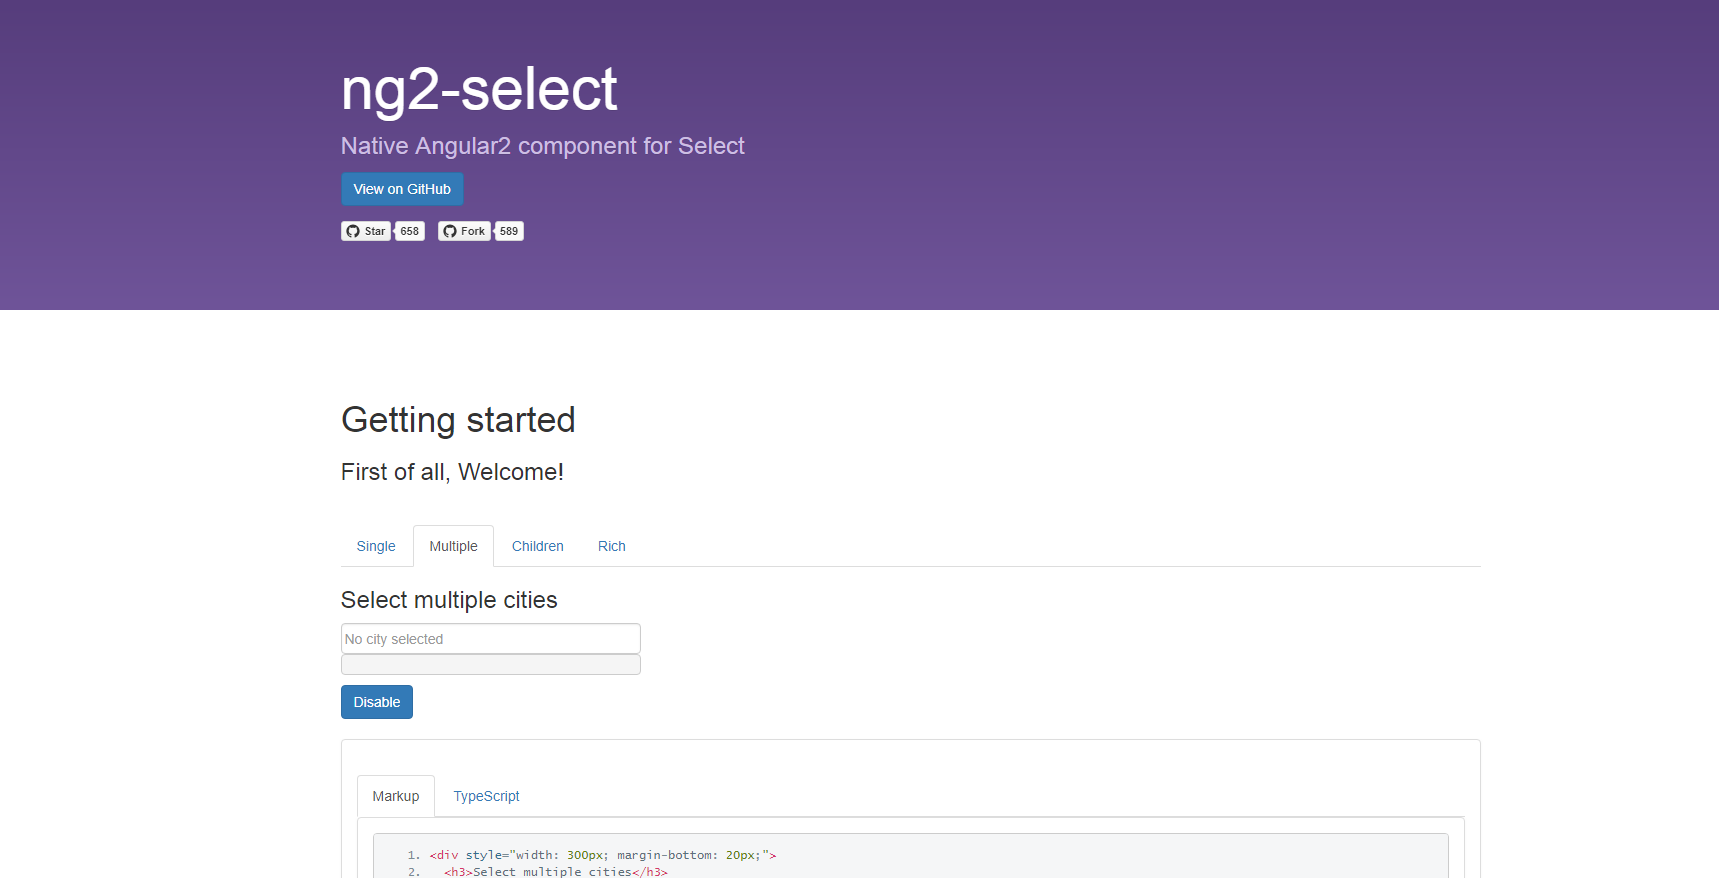 ng2-select
Native Angular2 component for Select
View on GitHub
Star 658 Fork 589
Getting started
First of all, Welcome!
Single Multiple Children Rich
Select multiple cities
No city selected
Disable
Markup TypeScript
1. <div style="width: 300px; margin-bottom: 20px;">
2. <h3>Select multiple cities</h3>